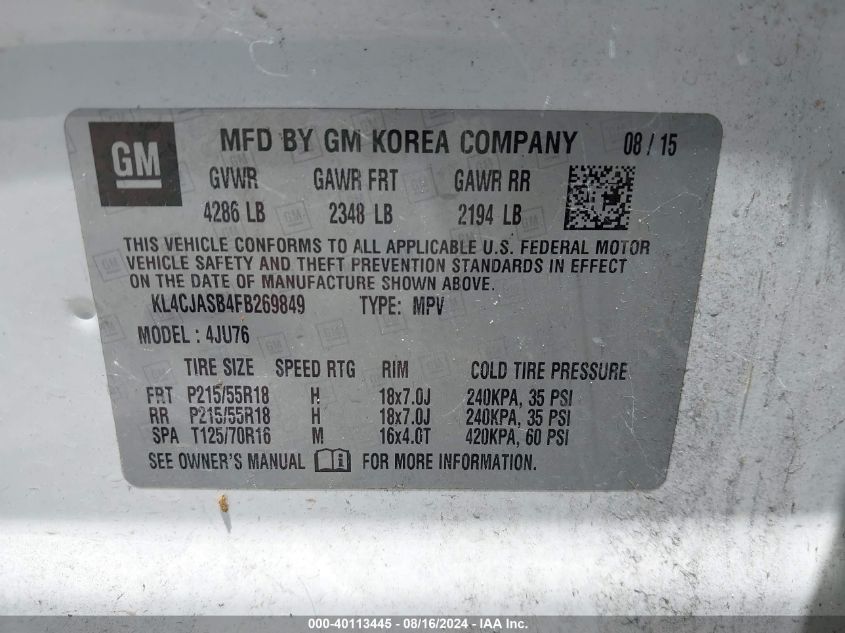 GM
MFD BY GM KOREA COMPANY 08 / 15
GVWR GAWR FRT GAWR RR
4286 LB 2348 LB 2194 LB
THIS VEHICLE CONFORMS TO ALL APPLICABLE U.S. FEDERAL MOTOR
VEHICLE SAFETY AND THEFT PREVENTION STANDARDS IN EFFECT
ON THE DATE OF MANUFACTURE SHOWN ABOVE.
KL4CJASB4FB269849 TYPE: MPV
MODEL: 4JU76
TIRE SIZE SPEED RTG RIM COLD TIRE PRESSURE
FRT P215/55R18 H 18x7.0J 240KPA, 35 PSI
RR P215/55R18 H 18x7.0J 240KPA, 35 PSI
SPA T125/70R16 M 16x4.0T 420KPA, 60 PSI
SEE OWNER'S MANUAL FOR MORE INFORMATION.
000-40113445 - 08/16/2024 - IAAI.COM